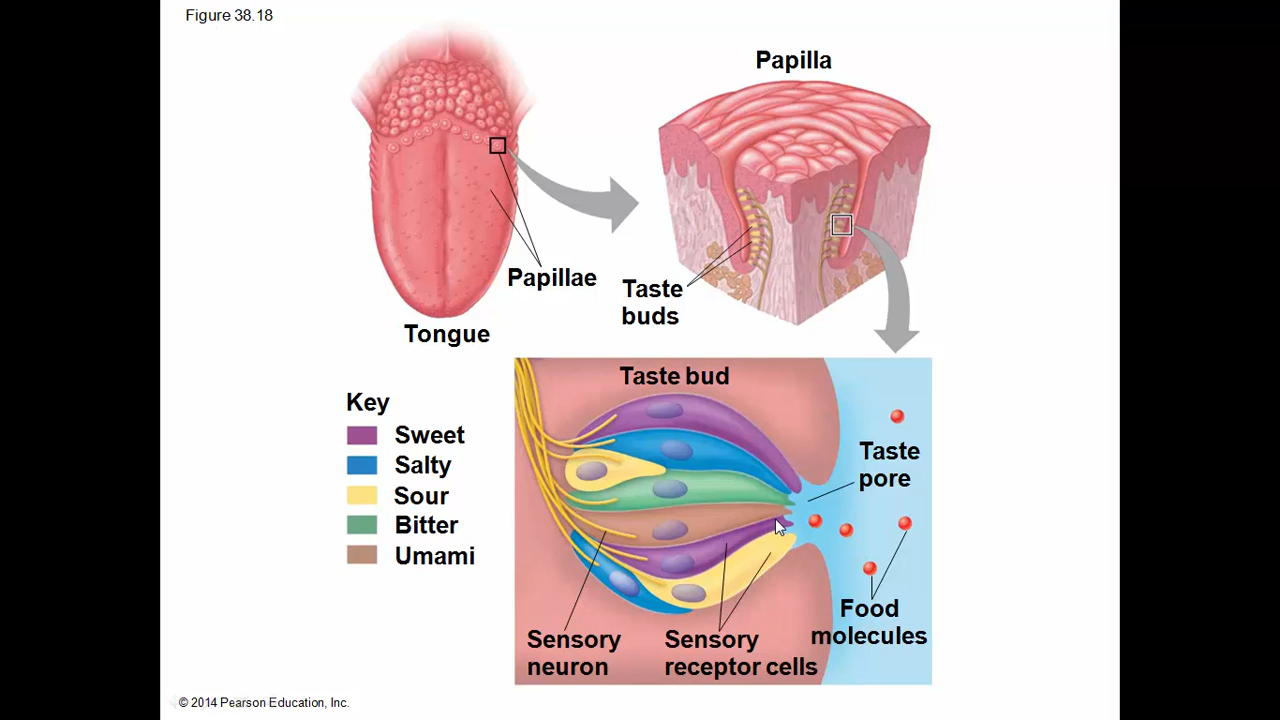 Figure 38.18
Papilla
Papillae
Taste
buds
Tongue
Taste bud
Key
Sweet
Salty
Sour
Bitter
Umami
Taste
pore
Food
molecules
Sensory
neuron
Sensory
receptor cells
© 2014 Pearson Education, Inc.